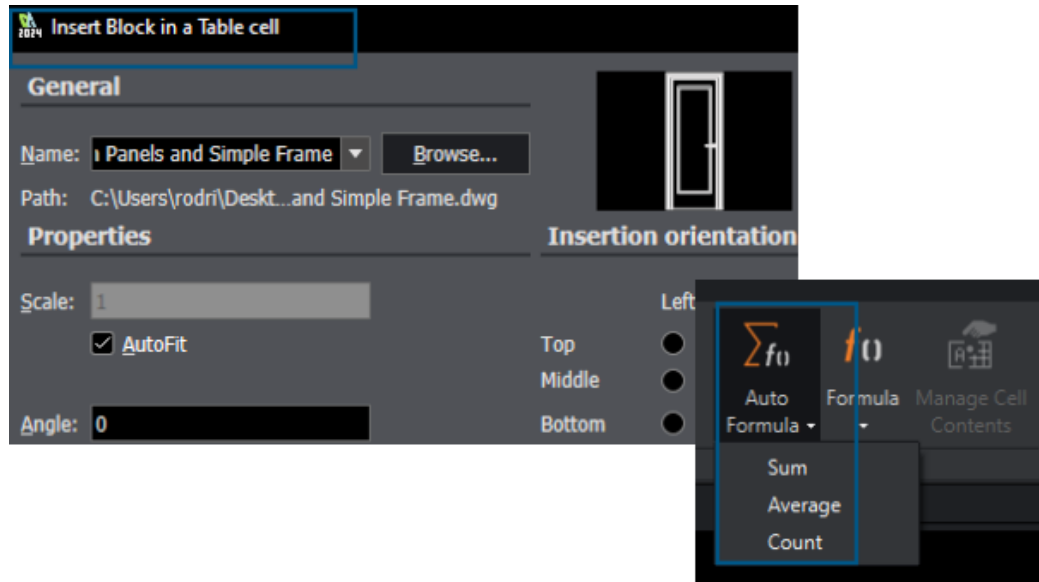 2024 Insert Block in a Table cell
General
Name: Panels and Simple Frame Browse...
Path: C:\Users\rodri\Deskt...and Simple Frame.dwg
Properties
Insertion orientation
Scale: 1
Left
AutoFit
Top
Middle
Angle: 0
Bottom
Auto Formula
Formula
Manage Cell Contents
Sum
Average
Count